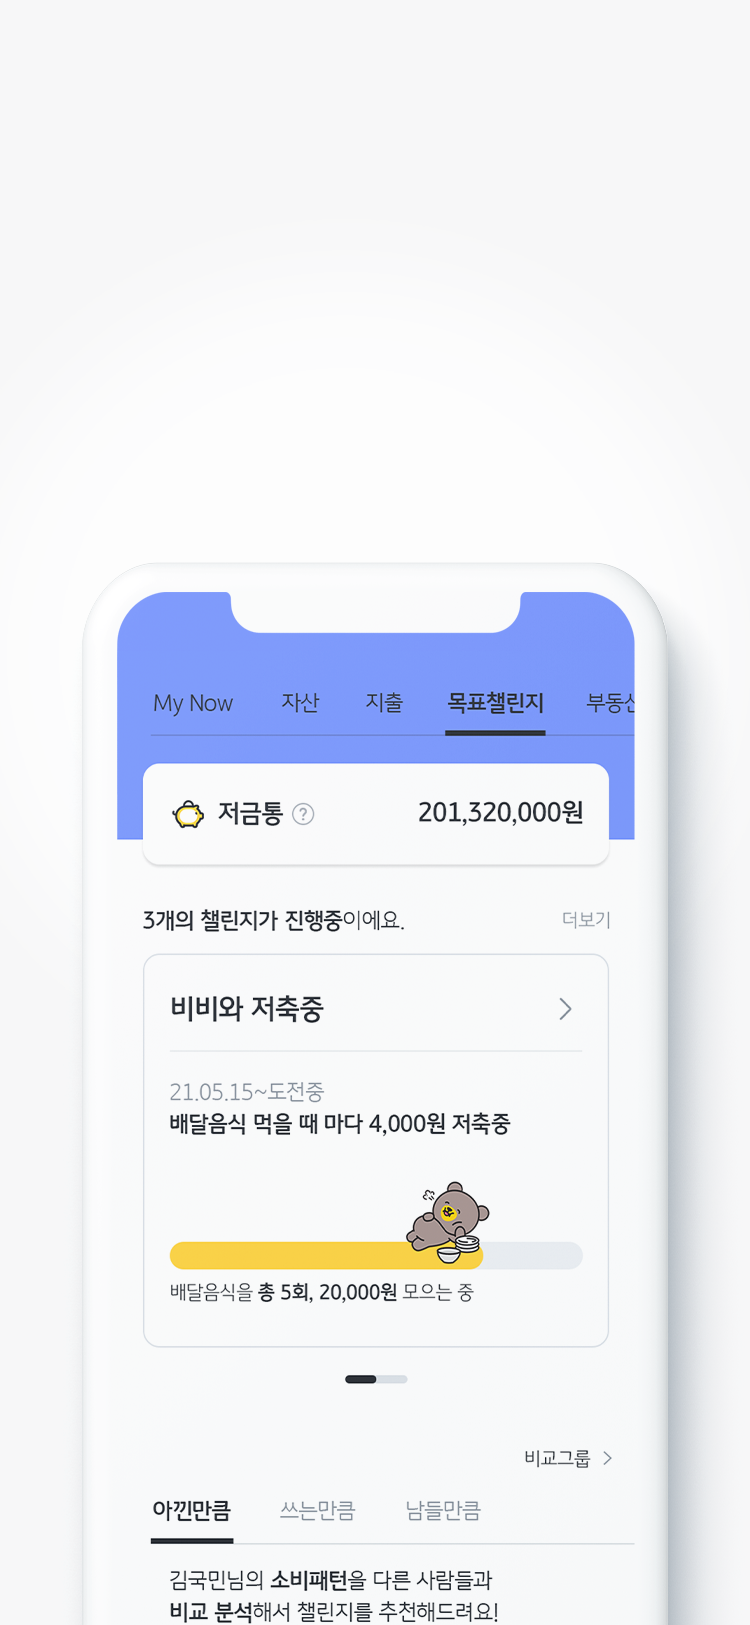 My Now 자산 지출 목표챌린지 부동산
저금통 ? 201,320,000원
3개의 챌린지가 진행중이에요. 더보기
비비와 저축중
21.05.15~도전중
배달음식 먹을 때 마다 4,000원 저축중
배달음식을 총 5회, 20,000원 모으는 중
비교그룹
아낀만큼 쓰는만큼 남들만큼
김국민님의 소비패턴을 다른 사람들과
비교 분석해서 챌린지를 추천해드려요!